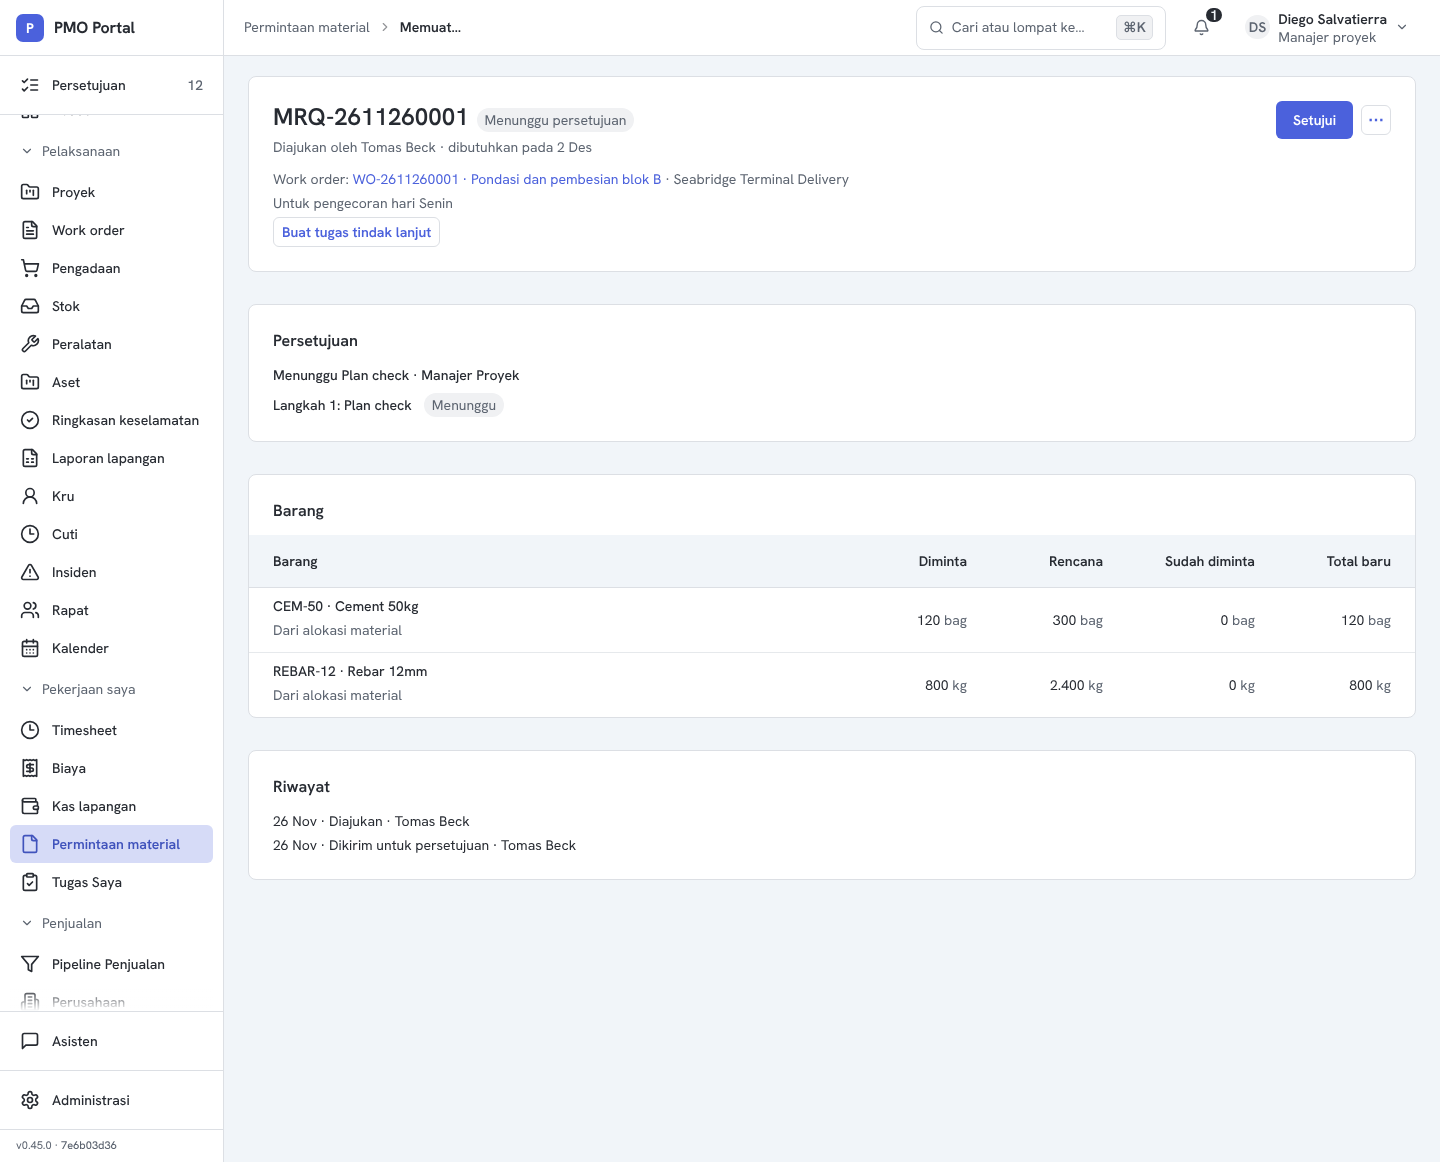 P PMO Portal
Permintaan material > Memuat...
Cari atau lompat ke... ⌘K
1
DS Diego Salvatierra
Manajer proyek
Persetujuan 12
Pelaksanaan
Proyek
Work order
Pengadaan
Stok
Peralatan
Aset
Ringkasan keselamatan
Laporan lapangan
Kru
Cuti
Insiden
Rapat
Kalender
Pekerjaan saya
Timesheet
Biaya
Kas lapangan
Permintaan material
Tugas Saya
Penjualan
Pipeline Penjualan
Perusahaan
Asisten
Administrasi
v0.45.0 · 7e6b03d36
MRQ-2611260001 Menunggu persetujuan
Setujui
Diajukan oleh Tomas Beck · dibutuhkan pada 2 Des
Work order: WO-2611260001 · Pondasi dan pembesian blok B · Seabridge Terminal Delivery
Untuk pengecoran hari Senin
Buat tugas tindak lanjut
Persetujuan
Menunggu Plan check · Manajer Proyek
Langkah 1: Plan check Menunggu
Barang
Barang Diminta Rencana Sudah diminta Total baru
CEM-50 · Cement 50kg
Dari alokasi material
120 bag 300 bag 0 bag 120 bag
REBAR-12 · Rebar 12mm
Dari alokasi material
800 kg 2.400 kg 0 kg 800 kg
Riwayat
26 Nov · Diajukan · Tomas Beck
26 Nov · Dikirim untuk persetujuan · Tomas Beck